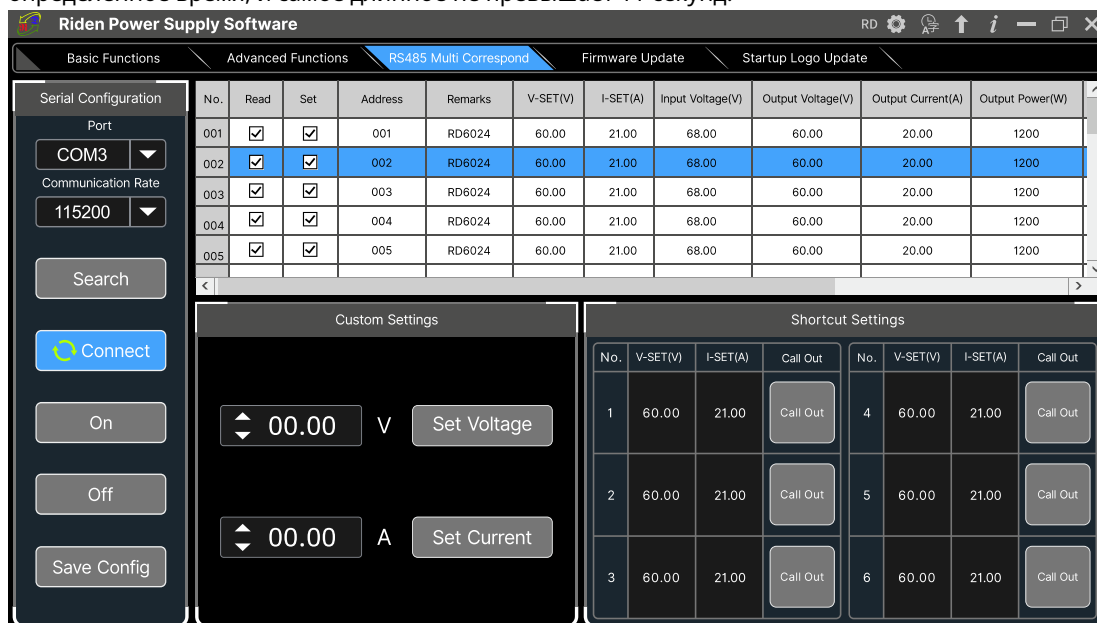 определенное время, и самое длинное не превышает 11 секунд.
Riden Power Supply Software RD
Basic Functions Advanced Functions RS485 Multi Correspond Firmware Update Startup Logo Update
Serial Configuration
Port
COM3
Communication Rate
115200
Search
Connect
On
Off
Save Config
No. Read Set Address Remarks V-SET(V) I-SET(A) Input Voltage(V) Output Voltage(V) Output Current(A) Output Power(W)
001 001 RD6024 60.00 21.00 68.00 60.00 20.00 1200
002 002 RD6024 60.00 21.00 68.00 60.00 20.00 1200
003 003 RD6024 60.00 21.00 68.00 60.00 20.00 1200
004 004 RD6024 60.00 21.00 68.00 60.00 20.00 1200
005 005 RD6024 60.00 21.00 68.00 60.00 20.00 1200
Custom Settings
00.00 V Set Voltage
00.00 A Set Current
Shortcut Settings
No. V-SET(V) I-SET(A) Call Out No. V-SET(V) I-SET(A) Call Out
1 60.00 21.00 Call Out 4 60.00 21.00 Call Out
2 60.00 21.00 Call Out 5 60.00 21.00 Call Out
3 60.00 21.00 Call Out 6 60.00 21.00 Call Out